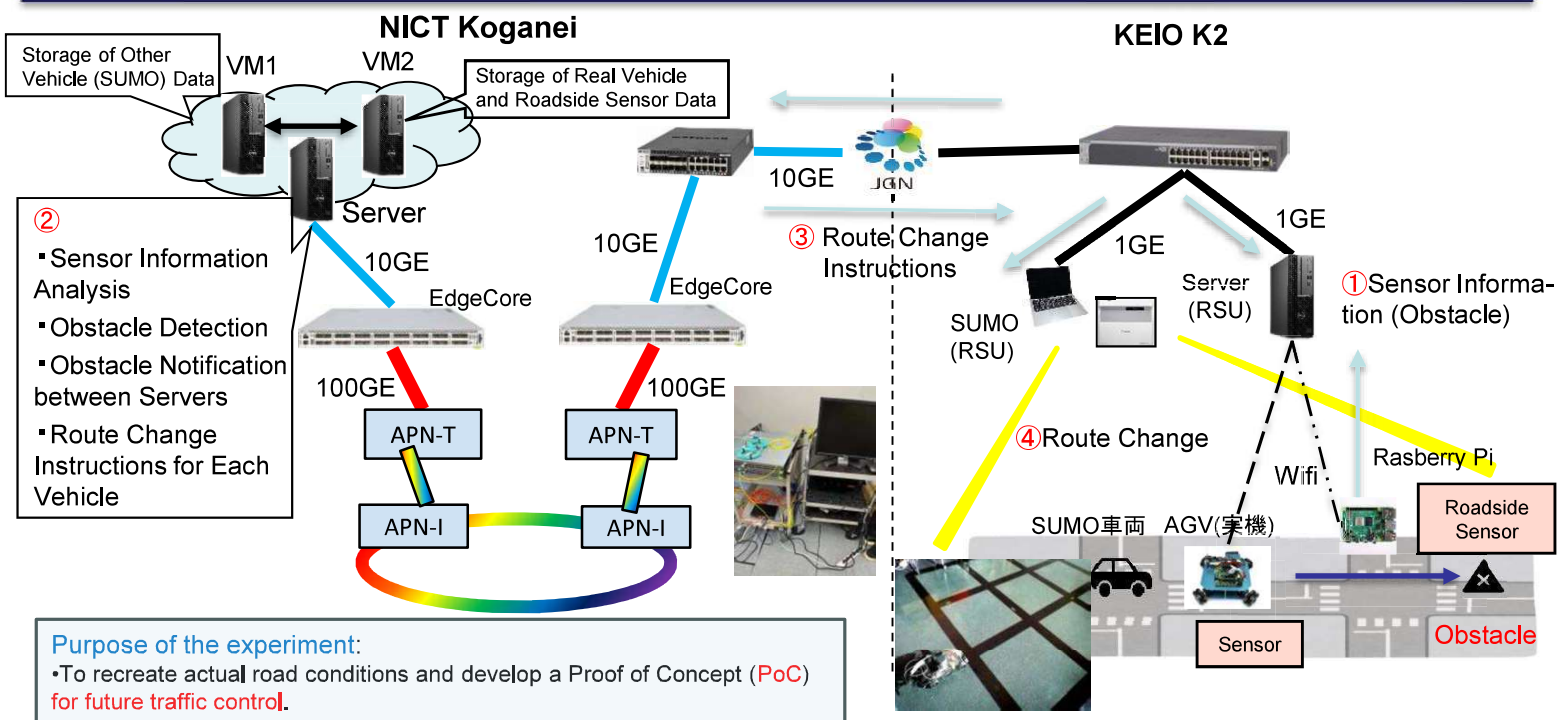 NICT Koganei
KEIO K2
Storage of Other
Vehicle (SUMO) Data
VM1
VM2
Storage of Real Vehicle
and Roadside Sensor Data
Server
②
▪Sensor Information
Analysis
▪Obstacle Detection
▪Obstacle Notification
between Servers
▪Route Change
Instructions for Each
Vehicle
10GE
EdgeCore
100GE
APN-T
APN-I
10GE
EdgeCore
100GE
APN-T
APN-I
10GE
JGN
③ Route Change
Instructions
1GE
1GE
SUMO
(RSU)
Server
(RSU)
①Sensor Informa-
tion (Obstacle)
④Route Change
Wifi
Rasberry Pi
Roadside
Sensor
SUMO車両
AGV(実機)
Sensor
Obstacle
Purpose of the experiment:
•To recreate actual road conditions and develop a Proof of Concept (PoC)
for future traffic control.